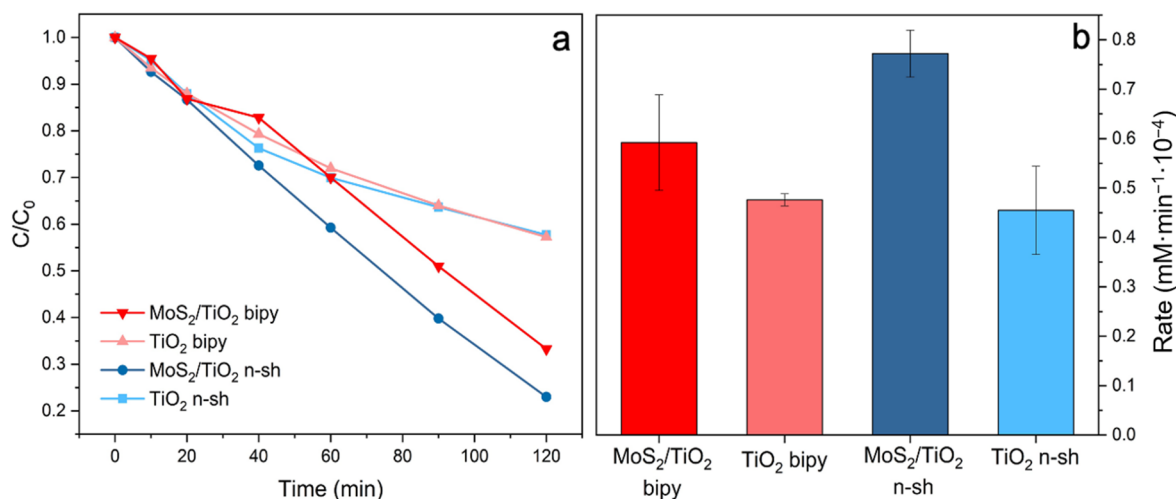 a
1.0
0.9
0.8
0.7
0.6
0.5
0.4
0.3
0.2
C/C₀
MoS₂/TiO₂ bipy
TiO₂ bipy
MoS₂/TiO₂ n-sh
TiO₂ n-sh
0 20 40 60 80 100 120
Time (min)
b
0.8
0.7
0.6
0.5
0.4
0.3
0.2
0.1
0.0
Rate (mM·min⁻¹·10⁻⁴)
MoS₂/TiO₂
bipy
TiO₂ bipy
MoS₂/TiO₂
n-sh
TiO₂ n-sh